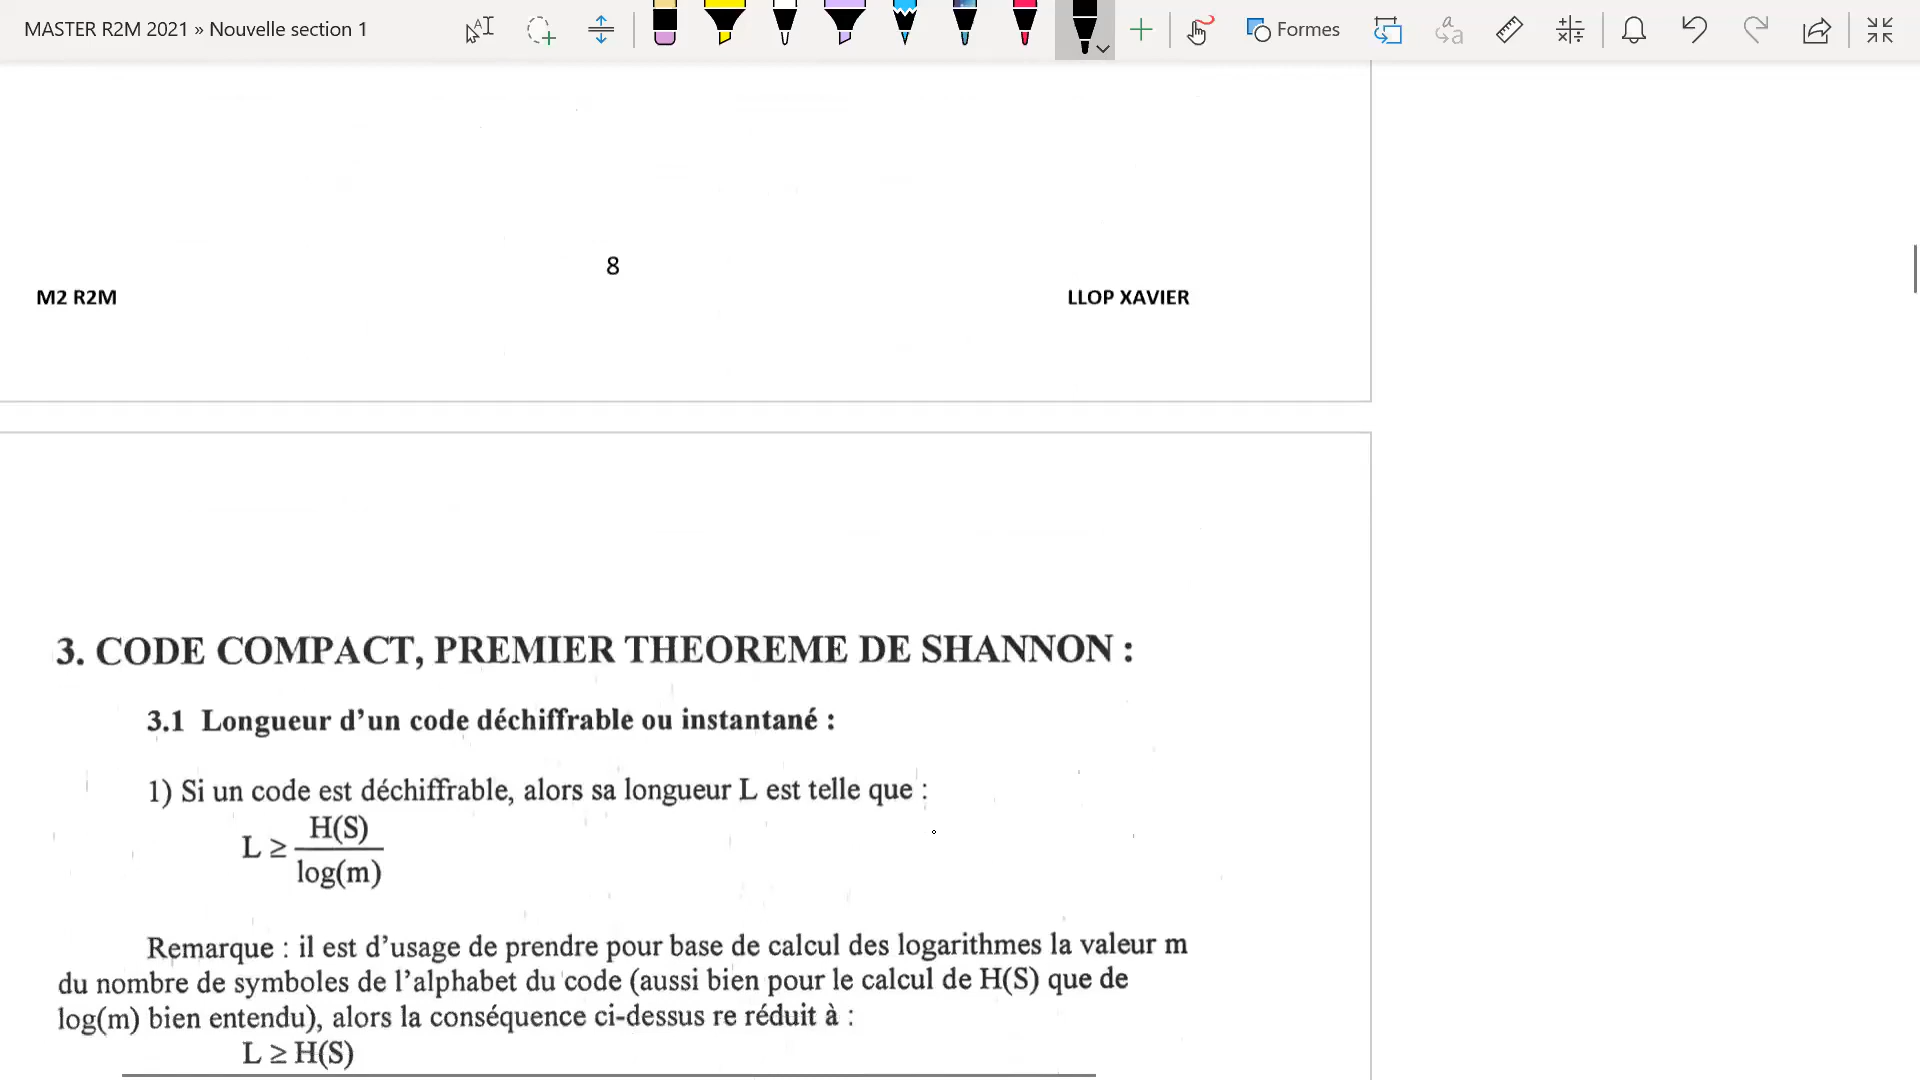 MASTER R2M 2021 » Nouvelle section 1
Formes
8
M2 R2M
LLOP XAVIER
3. CODE COMPACT, PREMIER THEOREME DE SHANNON :
3.1 Longueur d'un code déchiffrable ou instantané :
1) Si un code est déchiffrable, alors sa longueur L est telle que :
L ≥ H(S) / log(m)
Remarque : il est d'usage de prendre pour base de calcul des logarithmes la valeur m
du nombre de symboles de l'alphabet du code (aussi bien pour le calcul de H(S) que de
log(m) bien entendu), alors la conséquence ci-dessus re réduit à :
L ≥ H(S)